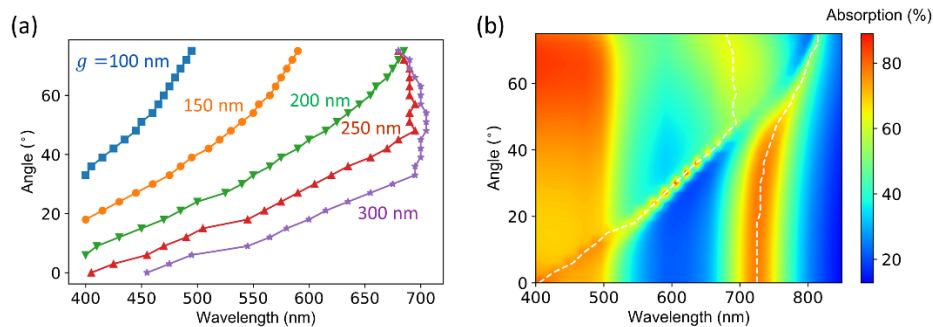 (a)
g =100 nm
150 nm
200 nm
250 nm
300 nm
Angle (°)
60
40
20
0
400 450 500 550 600 650 700
Wavelength (nm)
(b)
Absorption (%)
Angle (°)
60
40
20
0
400 500 600 700 800
Wavelength (nm)
80
60
40
20